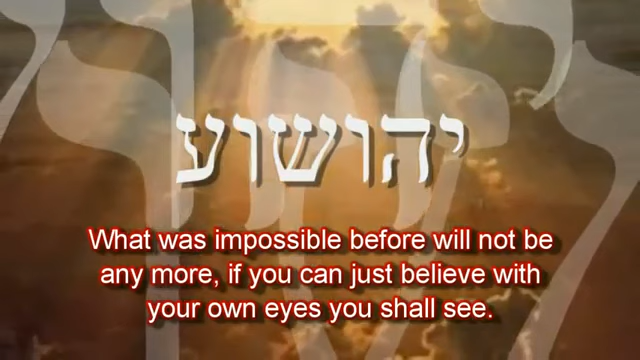 יהושוע
What was impossible before will not be
any more, if you can just believe with
your own eyes you shall see.